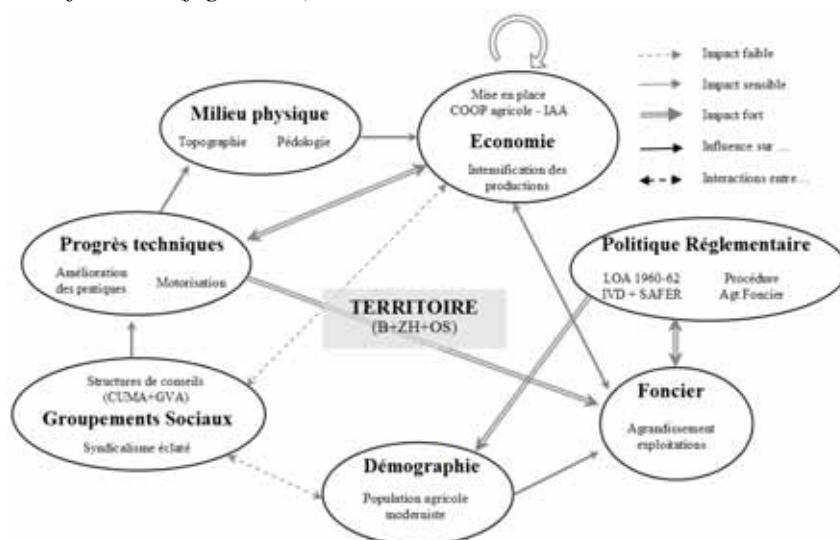 Mise en place
COOP agricole - IAA
Economie
Intensification des
productions
Impact faible
Impact sensible
Impact fort
Influence sur ...
Interactions entre...
Milieu physique
Topographie Pédologie
Progrès techniques
Amélioration
des pratiques
Motorisation
Politique Réglementaire
LOA 1960-62 Procédure
IVD + SAFER Agt Foncier
TERRITOIRE
(B+ZH+OS)
Structures de conseils
(CUMA+GVA)
Groupements Sociaux
Syndicalisme éclaté
Foncier
Agrandissement
exploitations
Démographie
Population agricole
moderniste